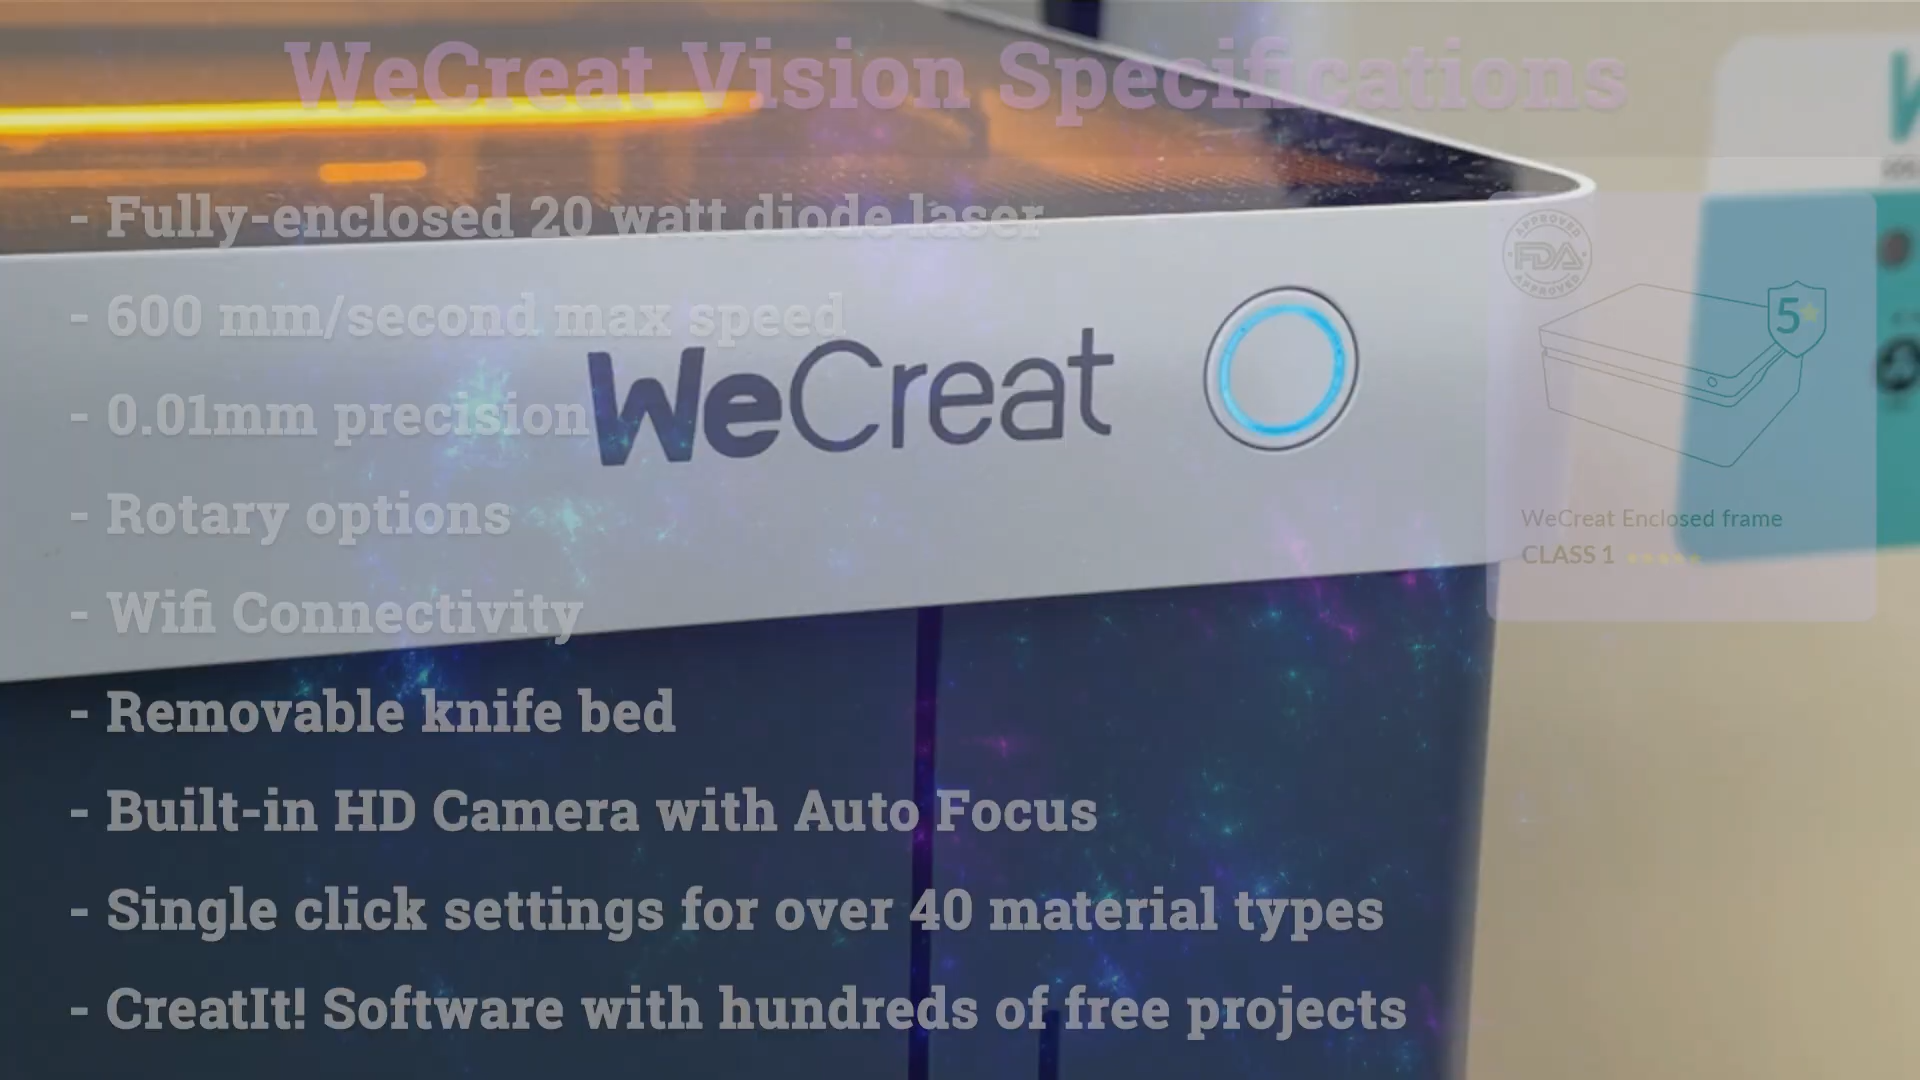 WeCreat Vision Specifications
- Fully-enclosed 20 watt diode laser
- 600 mm/second max speed
- 0.01mm precision
- Rotary options
- Wifi Connectivity
- Removable knife bed
- Built-in HD Camera with Auto Focus
- Single click settings for over 40 material types
- CreatIt! Software with hundreds of free projects
WeCreat
APPROVED
FDA
APPROVED
5
WeCreat Enclosed frame
CLASS 1